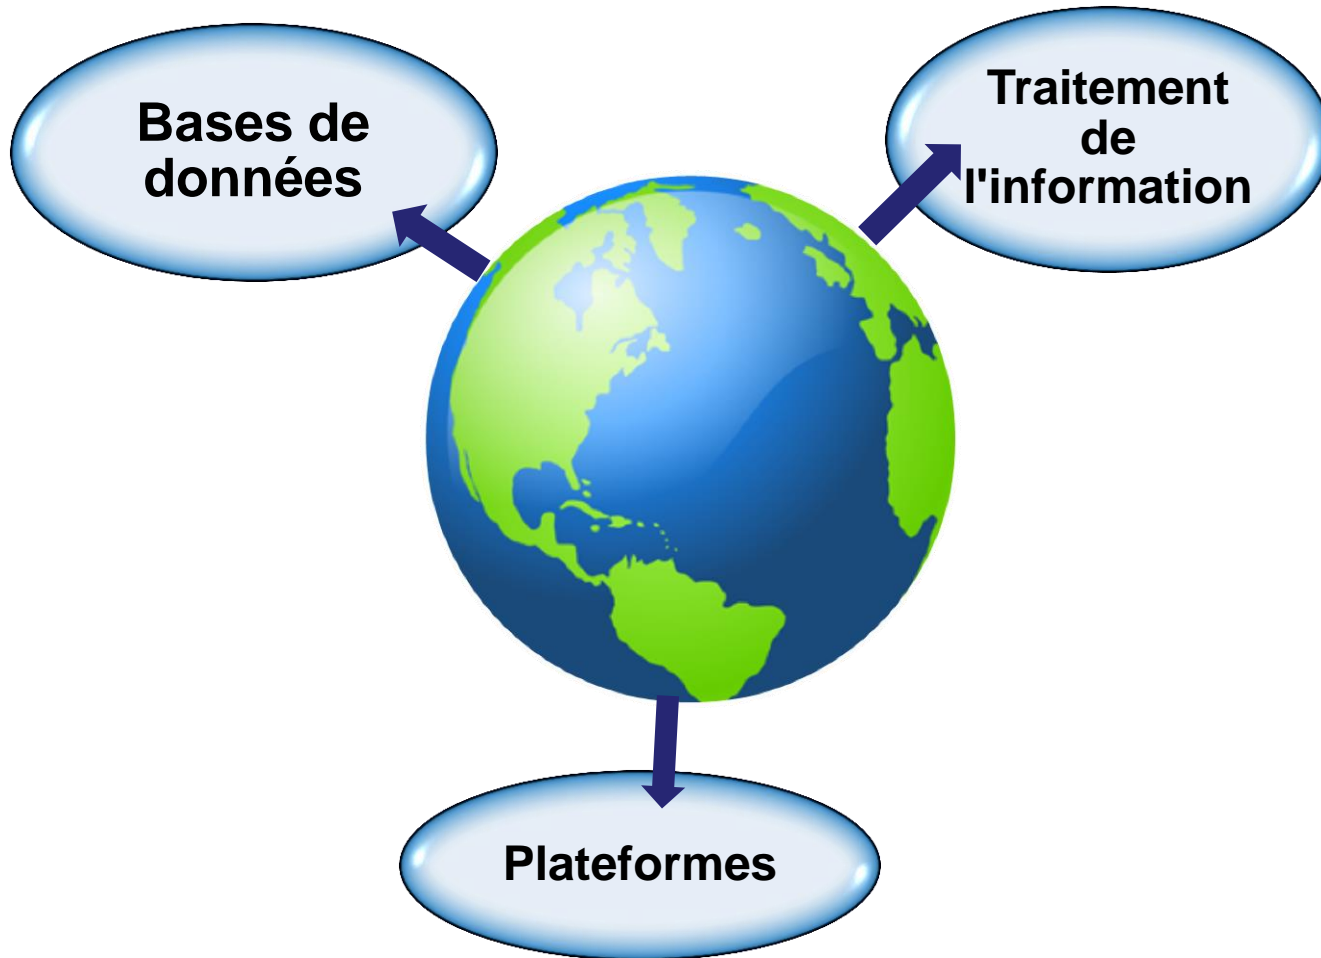 Bases de
données
Traitement
de
l'information
Plateformes